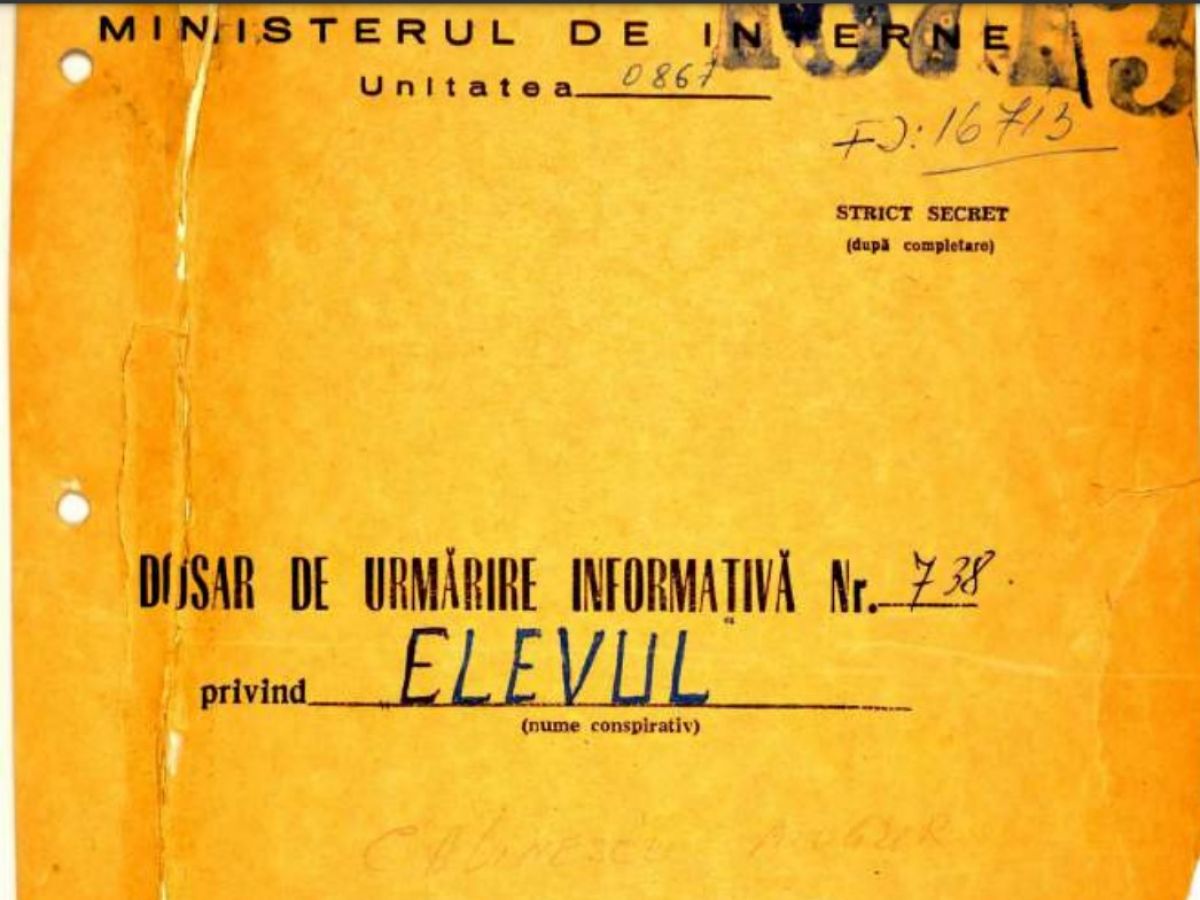 MINISTERUL DE INTERNE
Unitatea 0867
FD: 16713
STRICT SECRET
(după completare)
DOSAR DE URMĂRIRE INFORMATIVĂ Nr. 738
privind ELEVUL
(nume conspirativ)